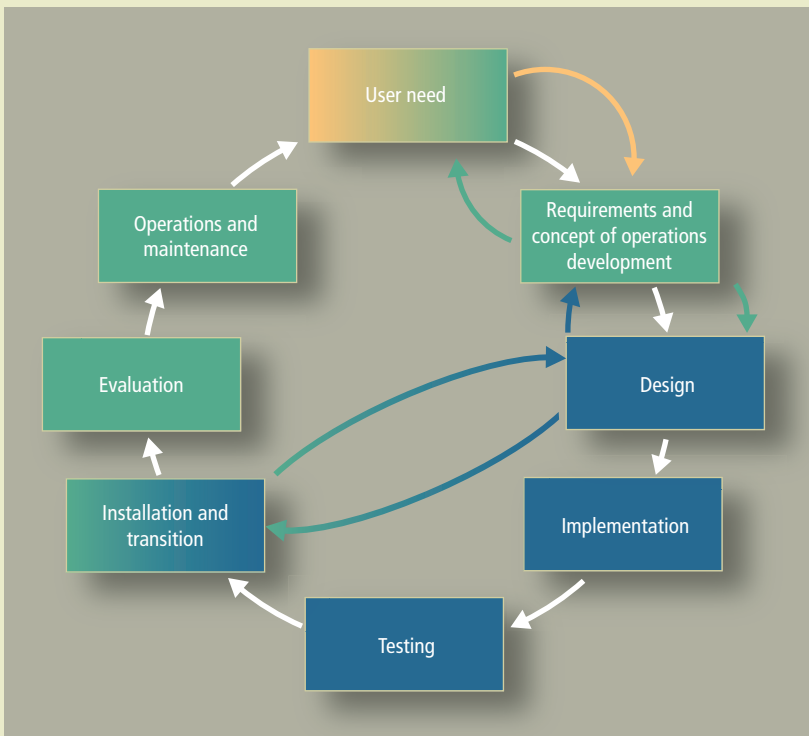 User need
Requirements and
concept of operations
development
Operations and
maintenance
Evaluation
Design
Installation and
transition
Implementation
Testing